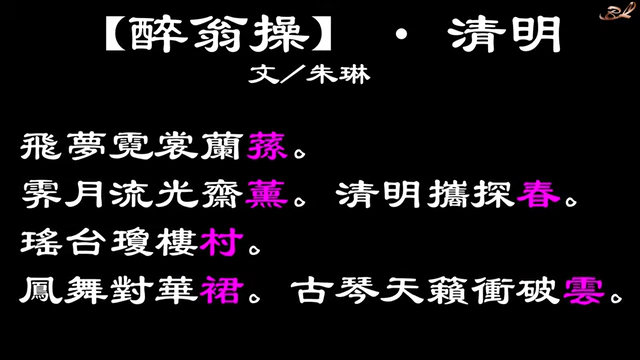 【醉翁操】 · 清明
文／朱琳
飛夢霓裳蘭蓀。
霽月流光齋薰。清明攜探春。
瑤台瓊樓村。
鳳舞對華裙。古琴天籟衝破雲。